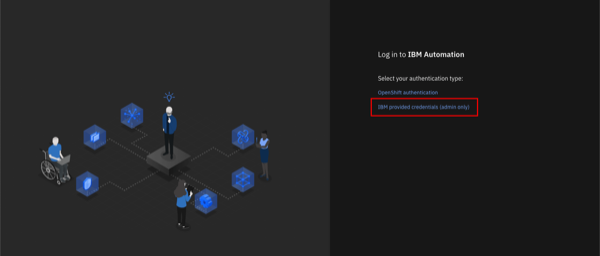 Log in to IBM Automation
Select your authentication type:
OpenShift authentication
IBM provided credentials (admin only)